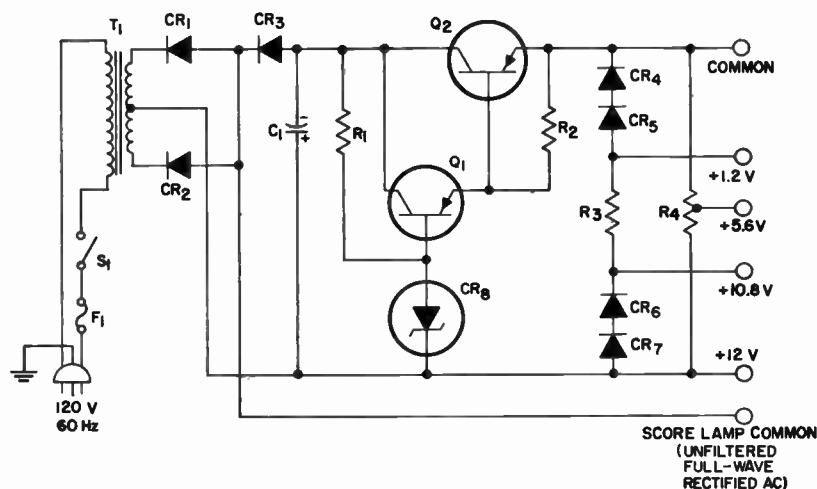 T1
CR1
CR3
Q2
COMMON
CR4
CR5
C1
-
+
R1
R2
Q1
+1.2 V
CR2
R3
R4
+5.6 V
S1
+10.8 V
CR8
CR6
F1
CR7
+12 V
120 V
60 Hz
SCORE LAMP COMMON
(UNFILTERED
FULL-WAVE
RECTIFIED AC)